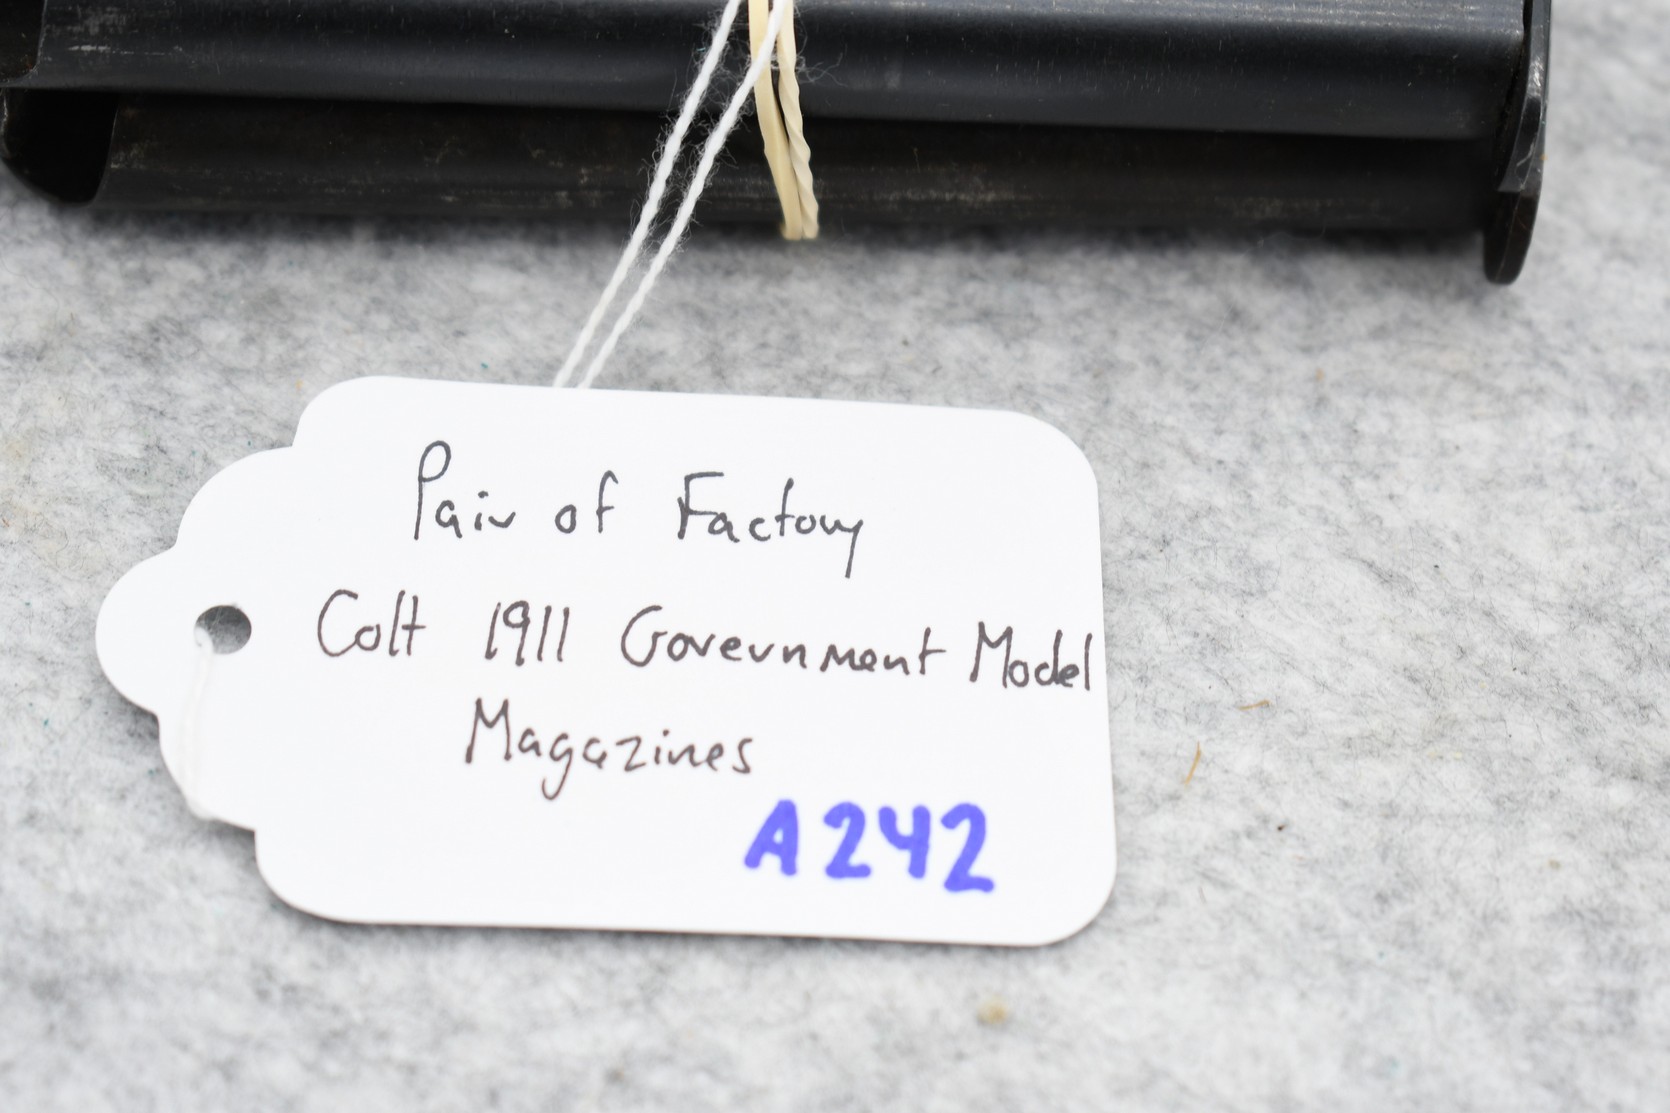 Pair of Factory
Colt 1911 Government Model
Magazines
A242